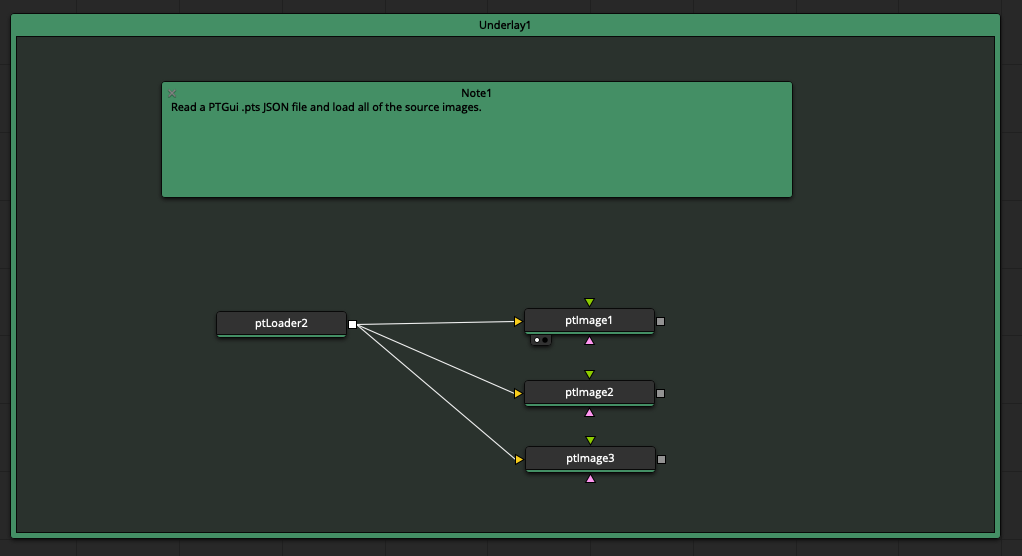 Underlay1
Note1
Read a PTGui .pts JSON file and load all of the source images.
ptLoader2
ptImage1
ptImage2
ptImage3